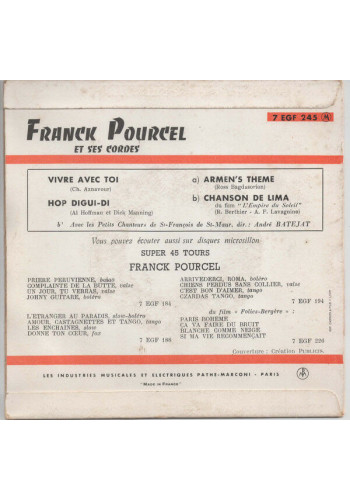 7 EGF 245 M
FRANCK POURCEL
ET SES CORDES
VIVRE AVEC TOI
(Ch. Aznavour)
HOP DIGUI-DI
(Al Hoffman et Dick Manning)
a) ARMEN'S THEME
(Ross Bagdasarian)
b) CHANSON DE LIMA
du film "L'Empire du Soleil"
(R. Berthier - A. F. Lavagnino)
b) Avec les Petits Chanteurs de St-François de St-Maur, dir.: André RATEJAT
Vous pouvez écouter aussi sur disques microsillon
SUPER 45 TOURS
FRANCK POURCEL
PRIERE PERUVIENNE,
COMPLAINTE DE LA BUTTE, valse
UN JOUR, TU VERRAS, valse
JOHNY GUITARE, boléro
7 EGF 184
L'ETRANGES AU PARADIS, slow-boléro
AMOUR, CASTAGNETTES ET TANGO, tango
LES ENCHAINES, slow
DONNE TON CŒUR, fox
7 EGF 186
ARRIVEDERCI, ROMA, boléro
CHIENS PERDUS SANS COLLIER, valse
C'EST BON D'AIMER, tango
CZARDAS TANGO, tango
7 EGF 194
du film "Folies-Bergère" :
PARIS BOHEME
ÇA VA FAIRE DU BRUIT
BLANCHE COMME NEIGE
SI MA VIE RECOMMENÇAIT
7 EGF 220
Couverture : Création PUBLICIS.
LES INDUSTRIES MUSICALES ET ELECTRIQUES PATHE-MARCONI - PARIS
"MADE IN FRANCE"